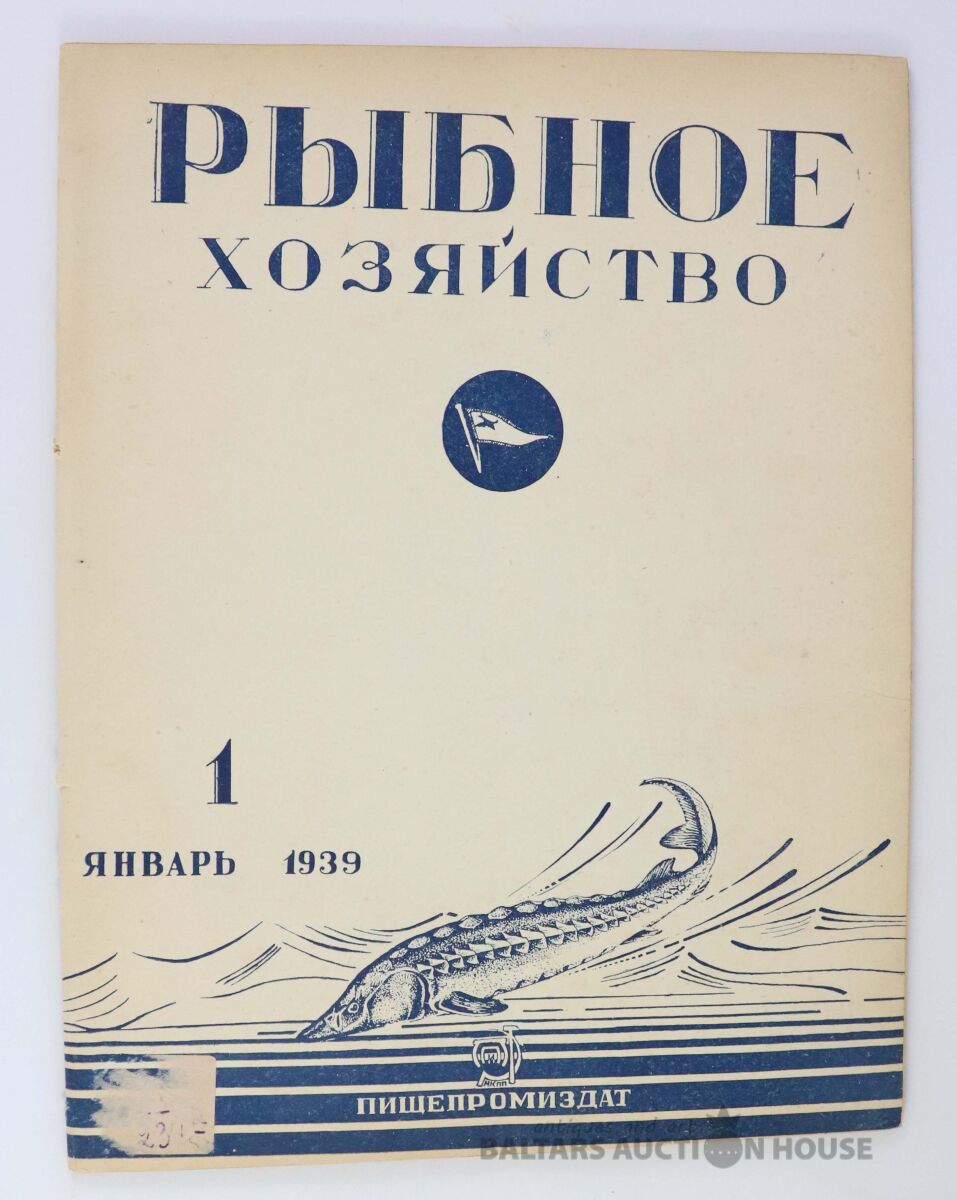 РЫБНОЕ
ХОЗЯЙСТВО
1
ЯНВАРЬ 1939
НКПП
ПИЩЕПРОМИЗДАТ
antiques and art
BALTARS AUCTION HOUSE